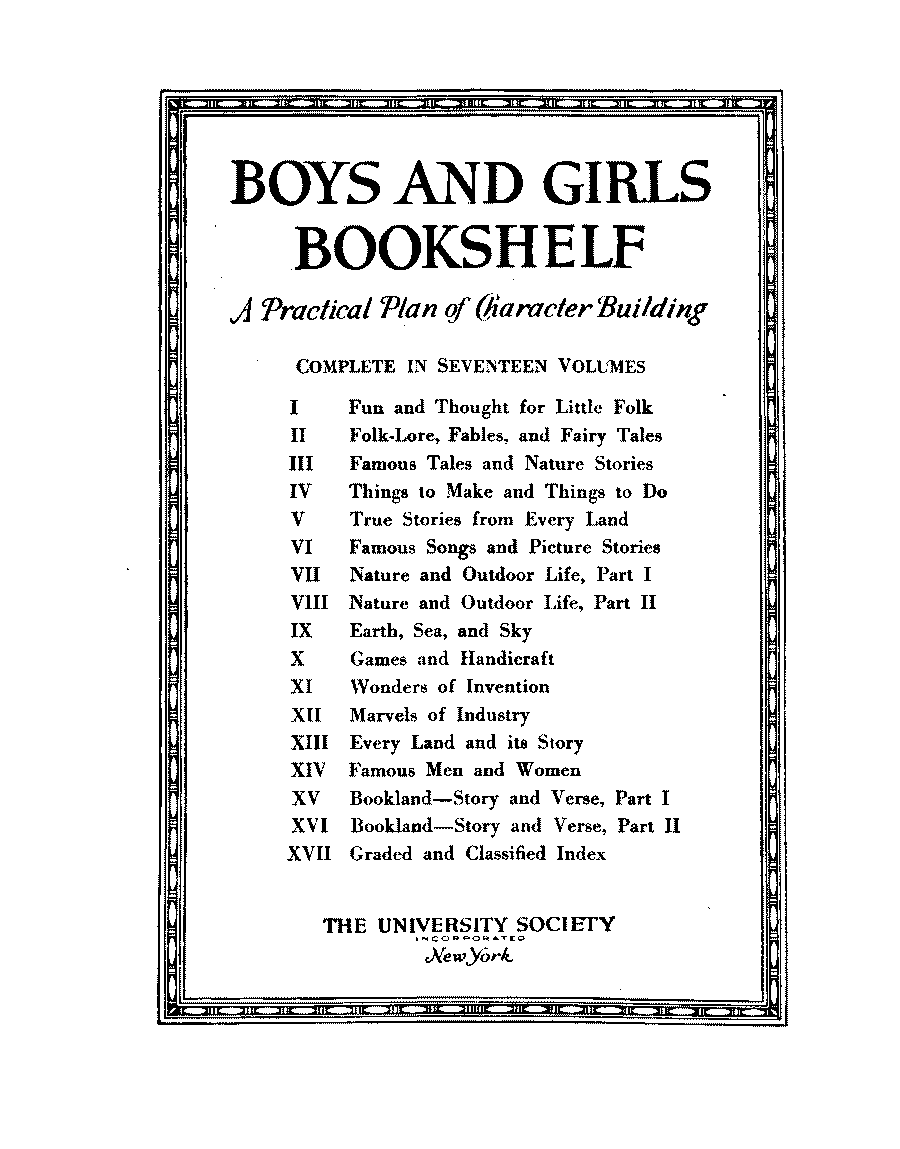 BOYS AND GIRLS
BOOKSHELF
A Practical Plan of Character Building
COMPLETE IN SEVENTEEN VOLUMES
I Fun and Thought for Little Folk
II Folk-Lore, Fables, and Fairy Tales
III Famous Tales and Nature Stories
IV Things to Make and Things to Do
V True Stories from Every Land
VI Famous Songs and Picture Stories
VII Nature and Outdoor Life, Part I
VIII Nature and Outdoor Life, Part II
IX Earth, Sea, and Sky
X Games and Handicraft
XI Wonders of Invention
XII Marvels of Industry
XIII Every Land and its Story
XIV Famous Men and Women
XV Bookland—Story and Verse, Part I
XVI Bookland—Story and Verse, Part II
XVII Graded and Classified Index
THE UNIVERSITY SOCIETY
INCORPORATED
New York